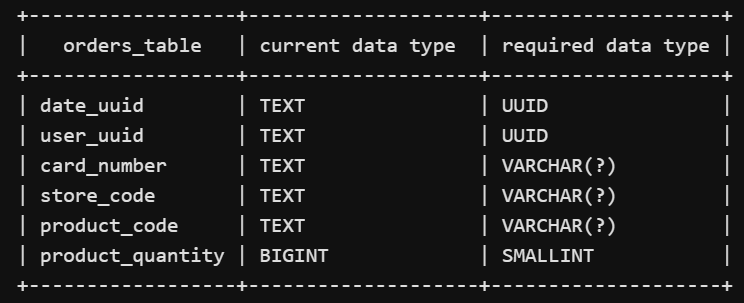 +------------------+--------------------+--------------------+
|   orders_table   | current data type  | required data type |
+------------------+--------------------+--------------------+
| date_uuid        | TEXT               | UUID               |
| user_uuid        | TEXT               | UUID               |
| card_number      | TEXT               | VARCHAR(?)         |
| store_code       | TEXT               | VARCHAR(?)         |
| product_code     | TEXT               | VARCHAR(?)         |
| product_quantity | BIGINT             | SMALLINT           |
+------------------+--------------------+--------------------+